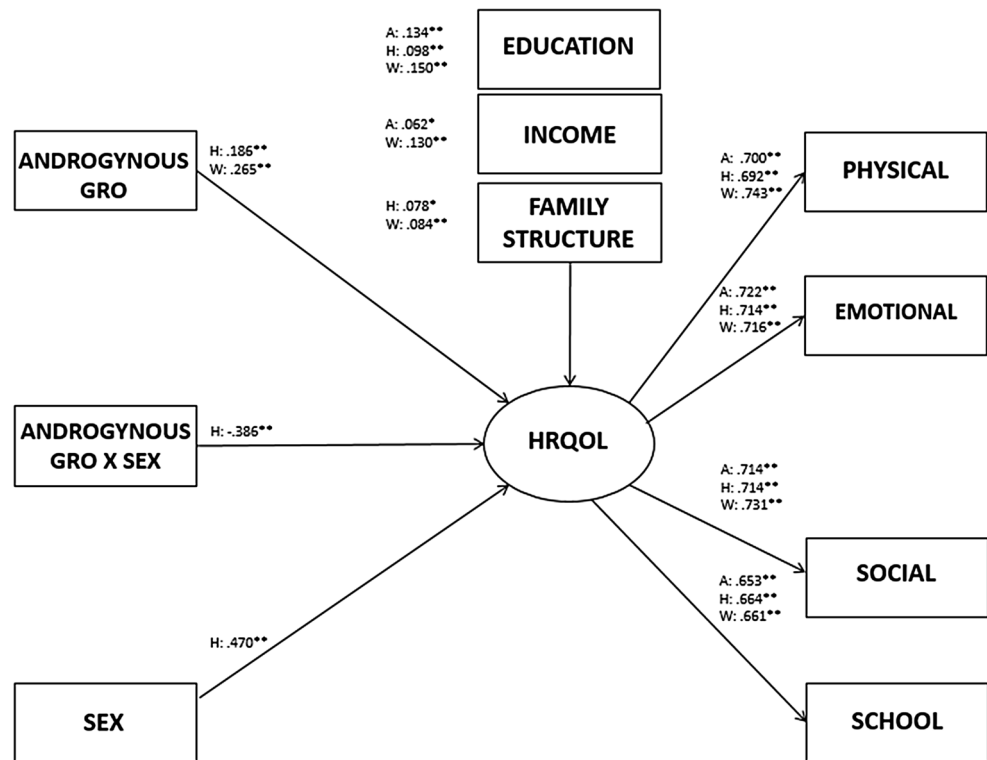 A: .134**
H: .098**
W: .150**
EDUCATION
A: .062*
W: .130**
INCOME
H: .078*
W: .084**
FAMILY
STRUCTURE
ANDROGYNOUS
GRO
H: .186**
W: .265**
ANDROGYNOUS
GRO X SEX
H: -.386**
SEX
H: .470**
HRQOL
A: .700**
H: .692**
W: .743**
PHYSICAL
A: .722**
H: .714**
W: .716**
EMOTIONAL
A: .714**
H: .714**
W: .731**
SOCIAL
A: .653**
H: .664**
W: .661**
SCHOOL